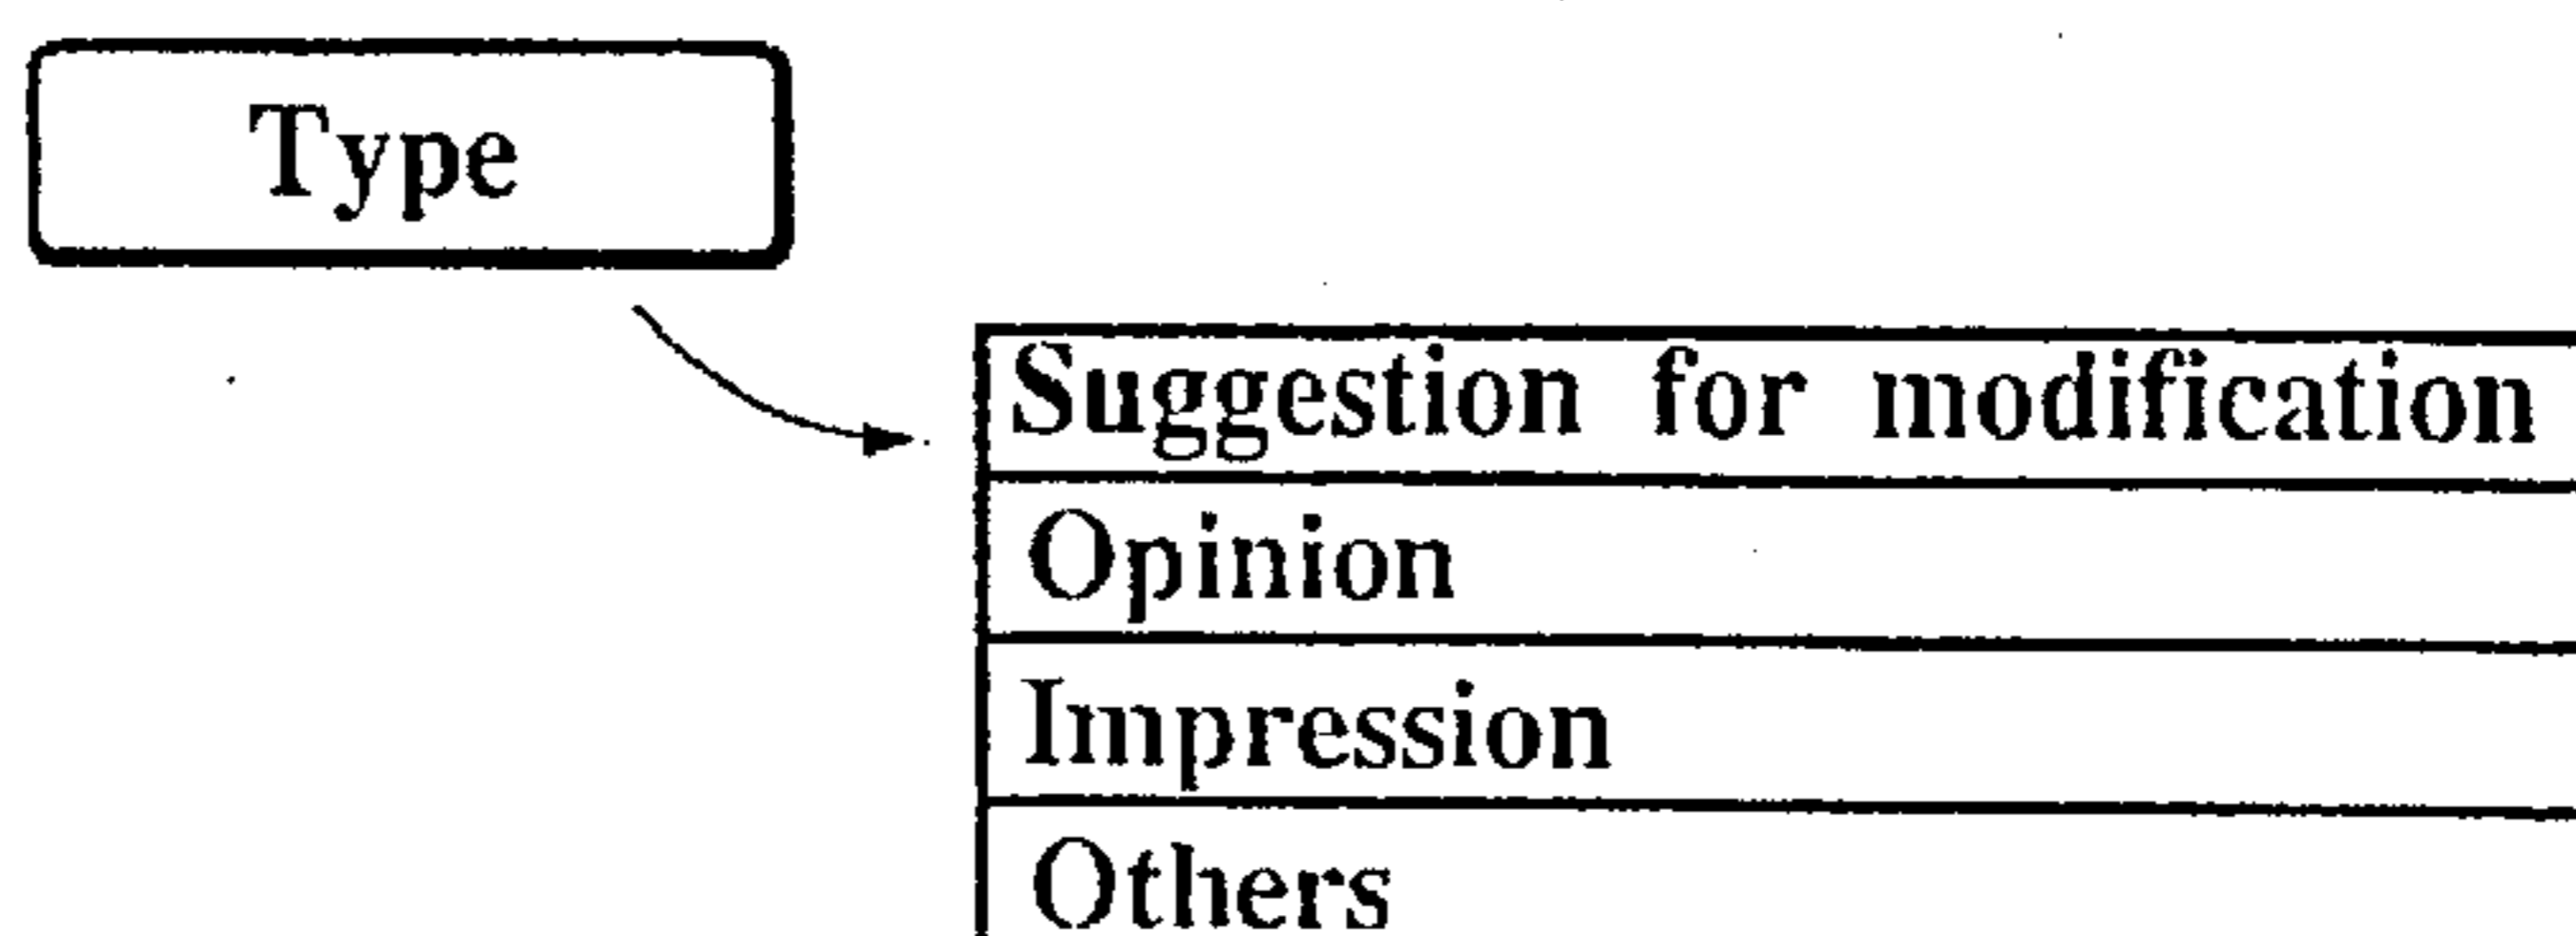 Type
Suggestion for modification
Opinion
Impression
Others